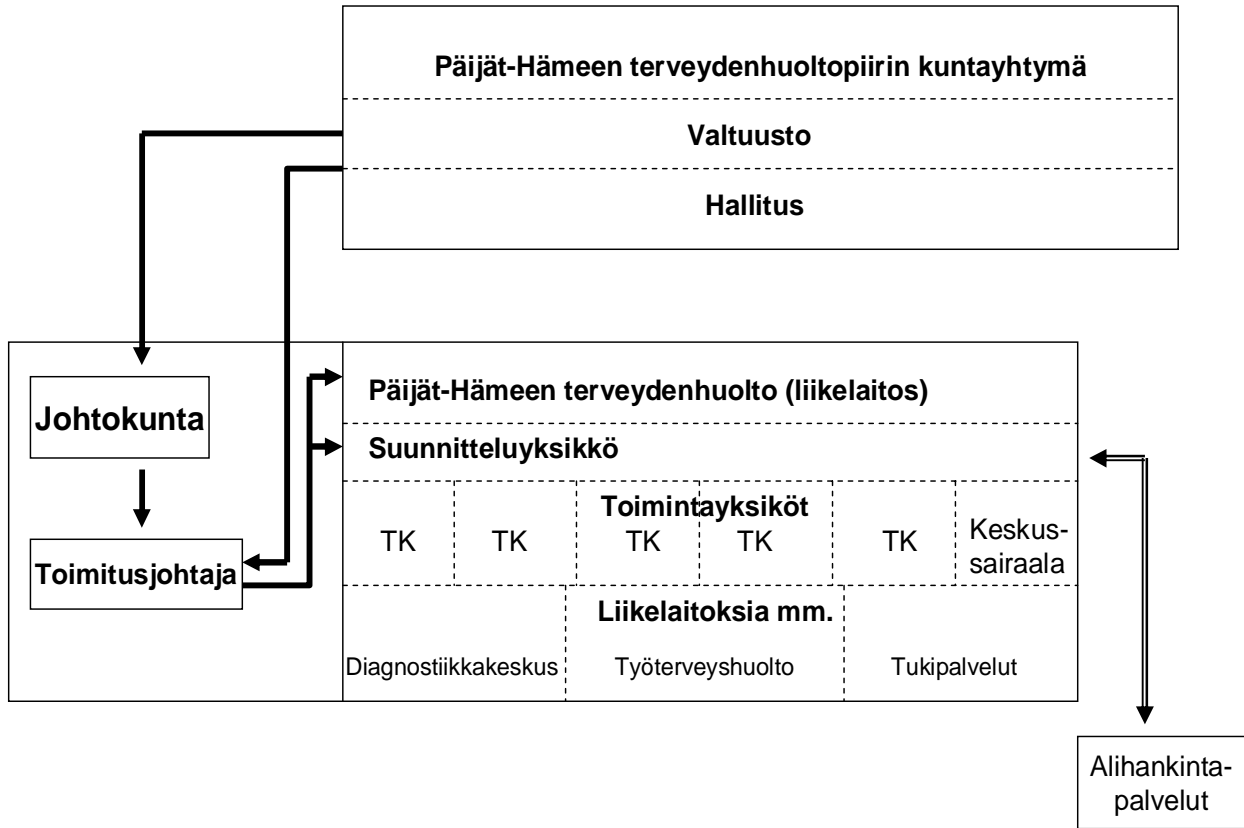 Päijät-Hämeen terveydenhuoltopiirin kuntayhtymä
Valtuusto
Hallitus
Johtokunta
Toimitusjohtaja
Päijät-Hämeen terveydenhuolto (liikelaitos)
Suunnitteluyksikkö
Toimintayksiköt
TK TK TK TK TK Keskus-
sairaala
Liikelaitoksia mm.
Diagnostiikkakeskus Työterveyshuolto Tukipalvelut
Alihankinta-
palvelut